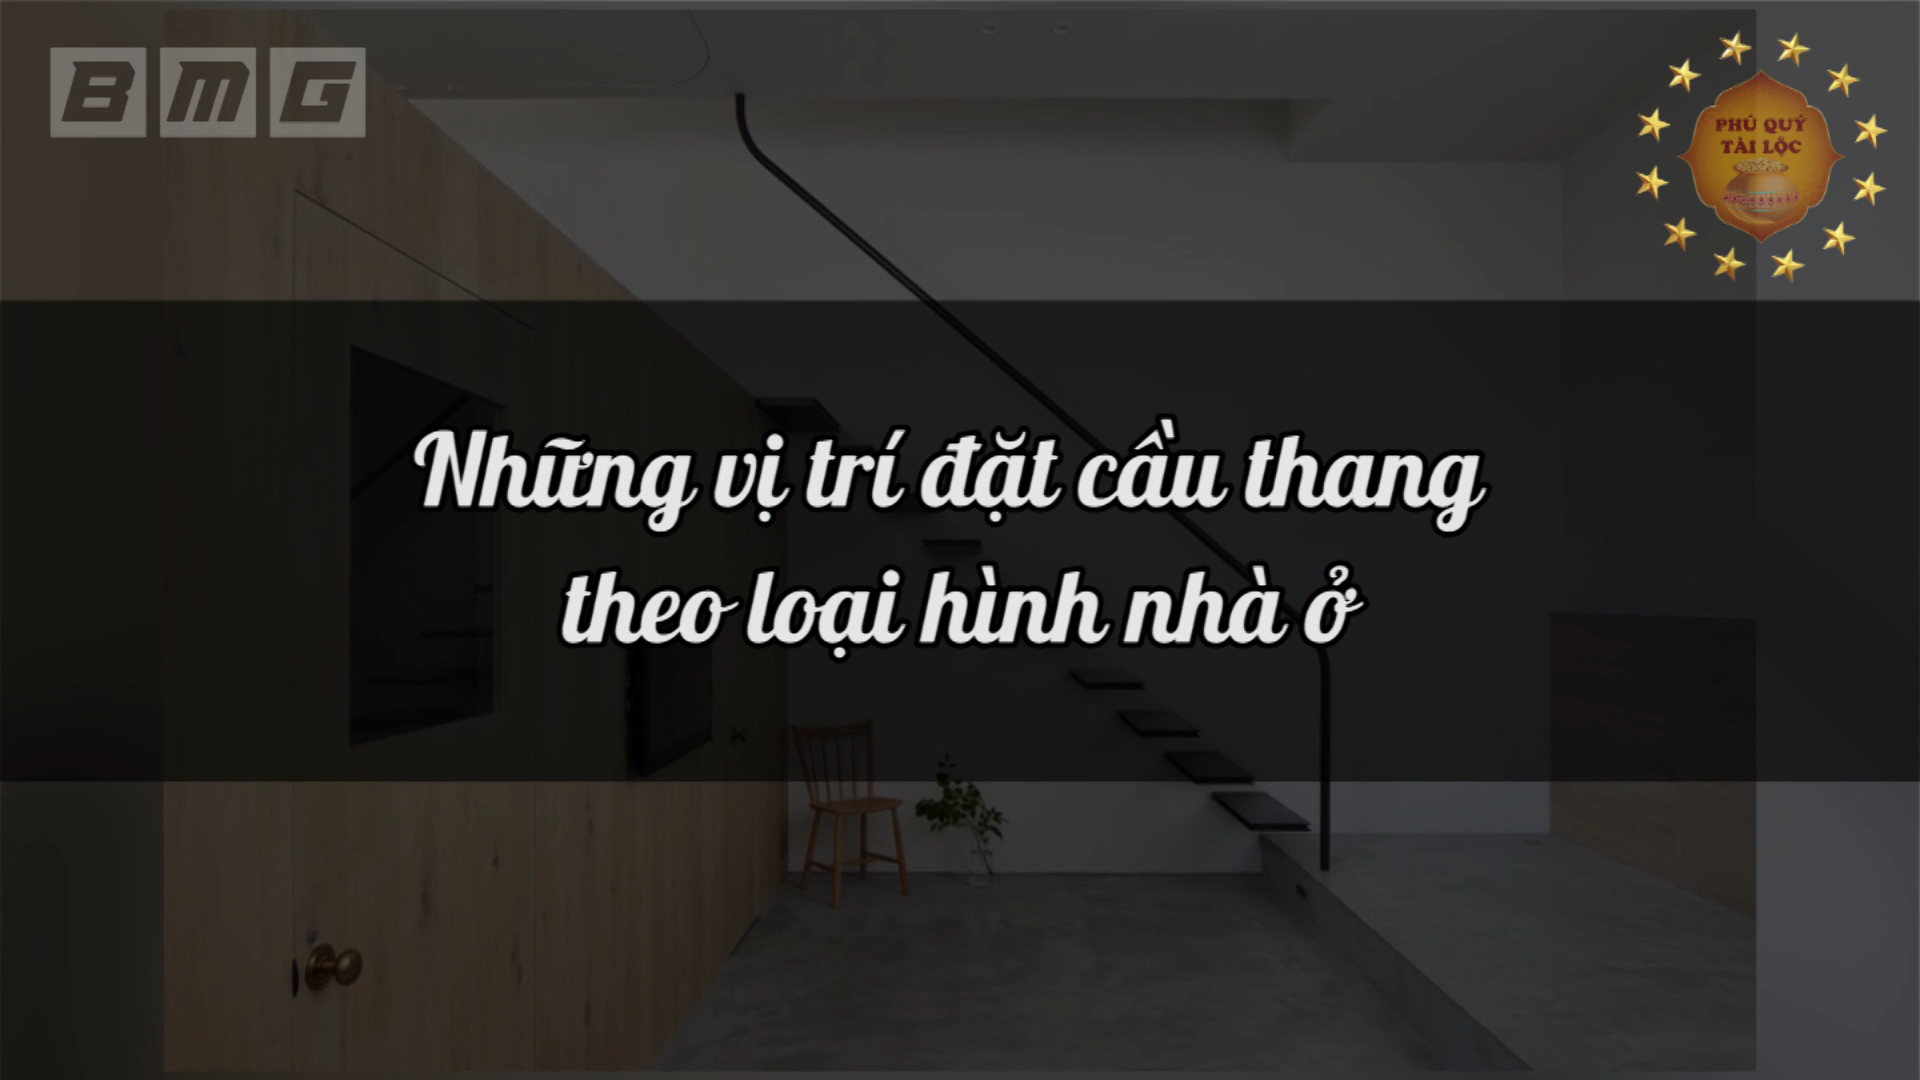 BMG
PHÚ QUÝ
TÀI LỘC
Những vị trí đặt cầu thang
theo loại hình nhà ở